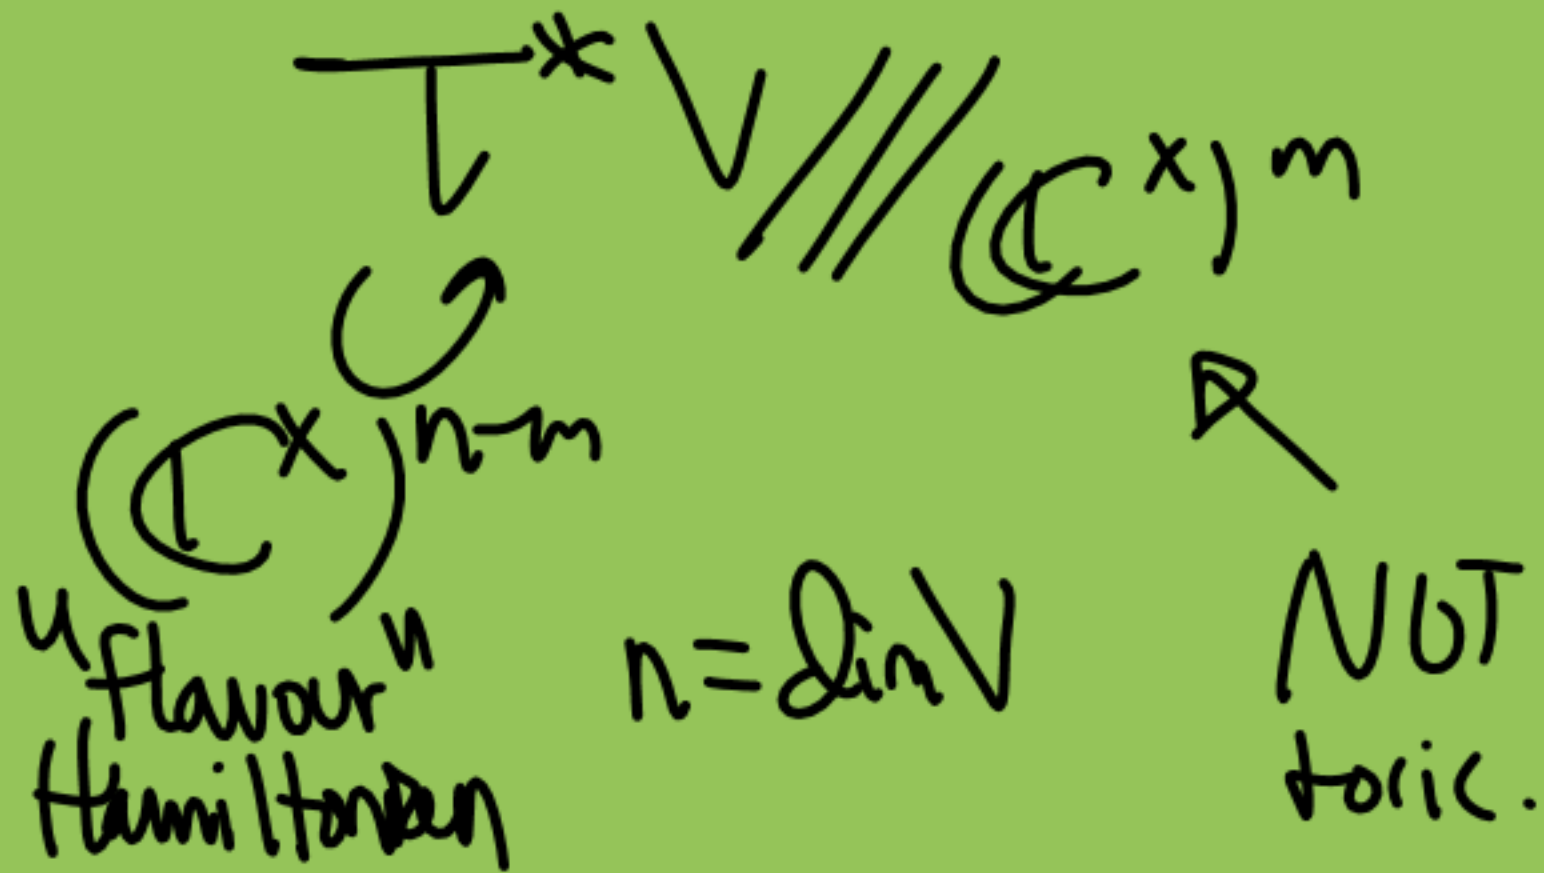 T*V///(ℂ^×)^m
↺
(ℂ^×)^{n-m}
"flavour"
Hamiltonian
n = dim V
NOT
toric.